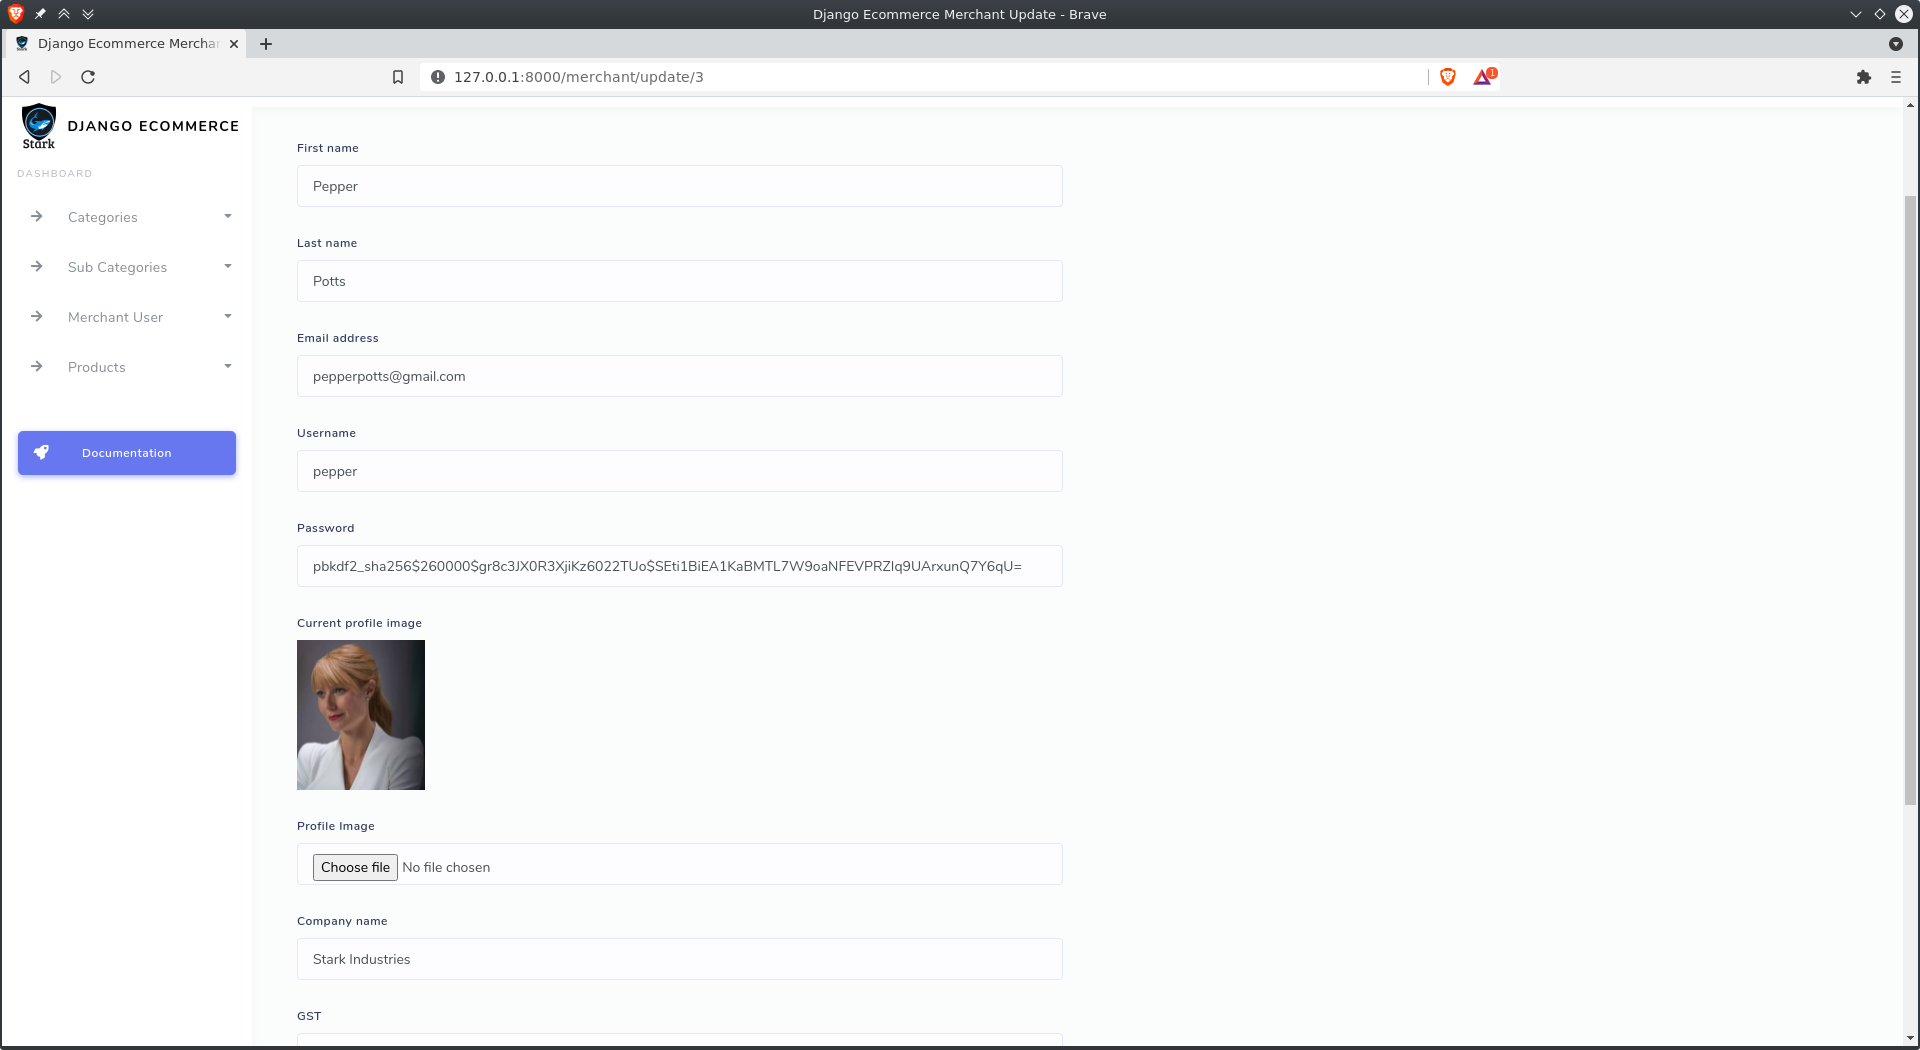 Django Ecommerce Merchant Update - Brave
Django Ecommerce Mercha
127.0.0.1:8000/merchant/update/3
1
Stark
DJANGO ECOMMERCE
DASHBOARD
Categories
Sub Categories
Merchant User
Products
Documentation
First name
Pepper
Last name
Potts
Email address
pepperpotts@gmail.com
Username
pepper
Password
pbkdf2_sha256$260000$gr8c3JX0R3XjiKz6022TUo$SEti1BiEA1KaBMTL7W9oaNFEVPRZlq9UArxunQ7Y6qU=
Current profile image
Profile Image
Choose file No file chosen
Company name
Stark Industries
GST